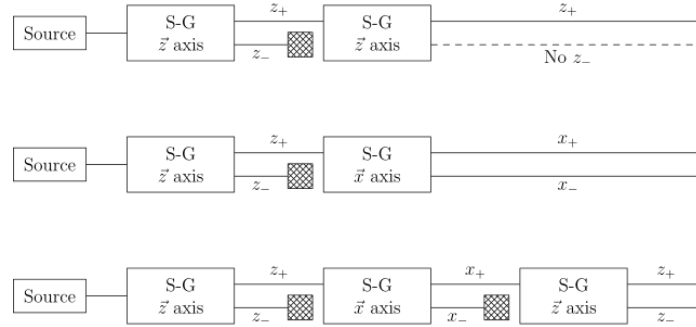 z₊ z₊
Source S-G S-G
z⃗ axis z⃗ axis
z₋ No z₋
z₊ x₊
Source S-G S-G
z⃗ axis x⃗ axis
z₋ x₋
z₊ x₊ z₊
Source S-G S-G S-G
z⃗ axis x⃗ axis z⃗ axis
z₋ x₋ z₋